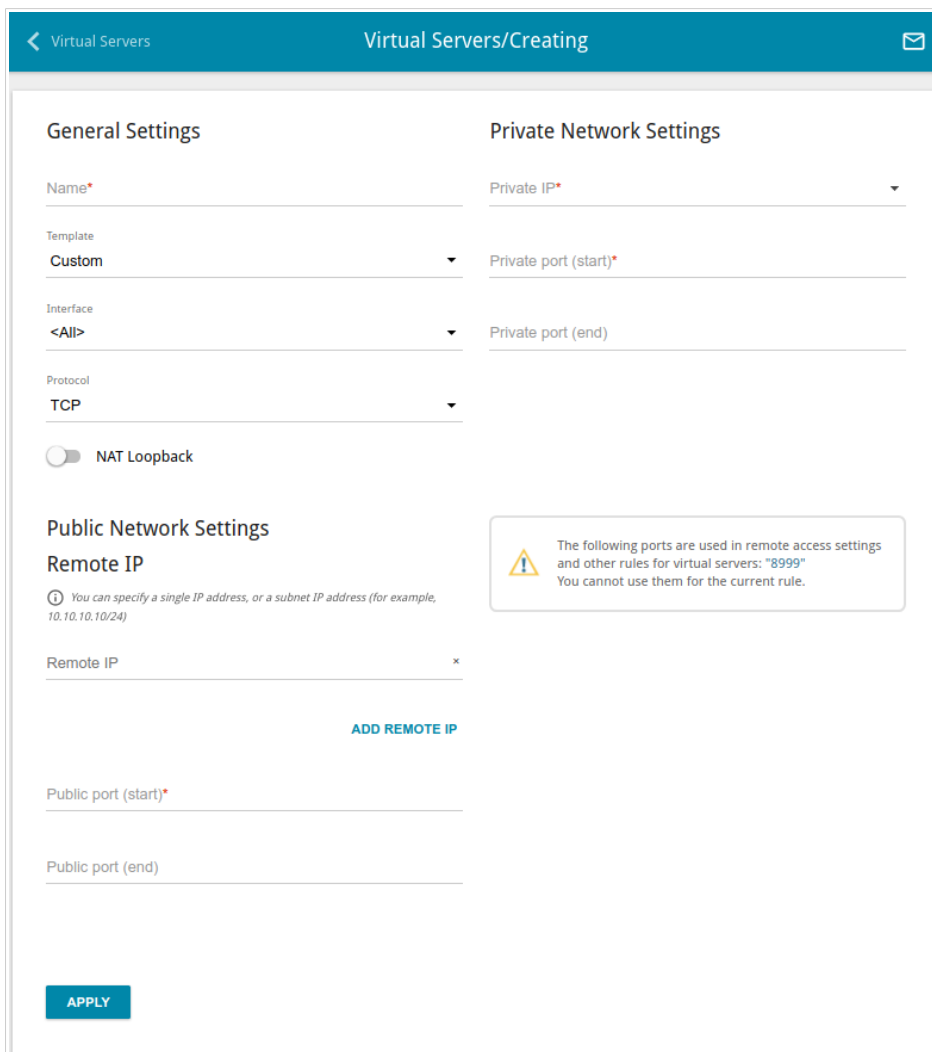 Virtual Servers
Virtual Servers/Creating
General Settings
Name*
Template
Custom
Interface
<All>
Protocol
TCP
NAT Loopback
Private Network Settings
Private IP*
Private port (start)*
Private port (end)
Public Network Settings
Remote IP
You can specify a single IP address, or a subnet IP address (for example,
10.10.10.10/24)
Remote IP
×
ADD REMOTE IP
Public port (start)*
Public port (end)
The following ports are used in remote access settings
and other rules for virtual servers: "8999"
You cannot use them for the current rule.
APPLY